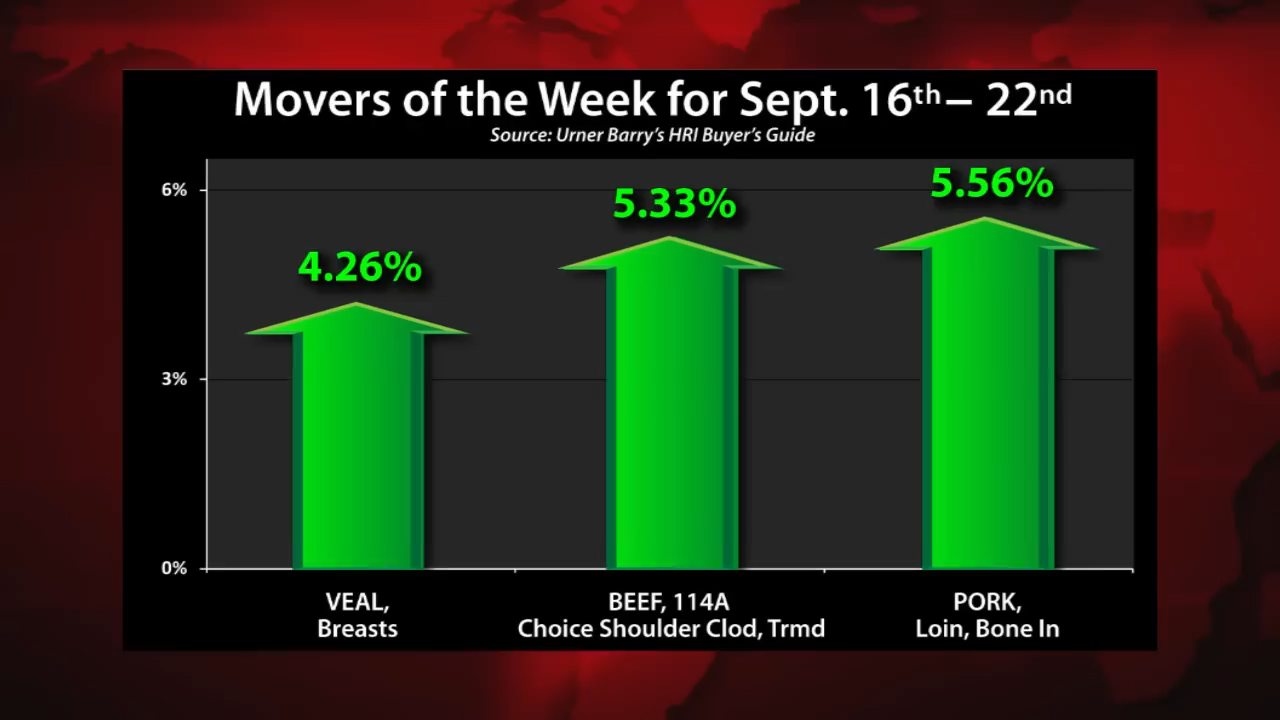 Movers of the Week for Sept. 16th – 22nd
Source: Urner Barry's HRI Buyer's Guide
6%
3%
0%
4.26%
5.33%
5.56%
VEAL,
Breasts
BEEF, 114A
Choice Shoulder Clod, Trmd
PORK,
Loin, Bone In